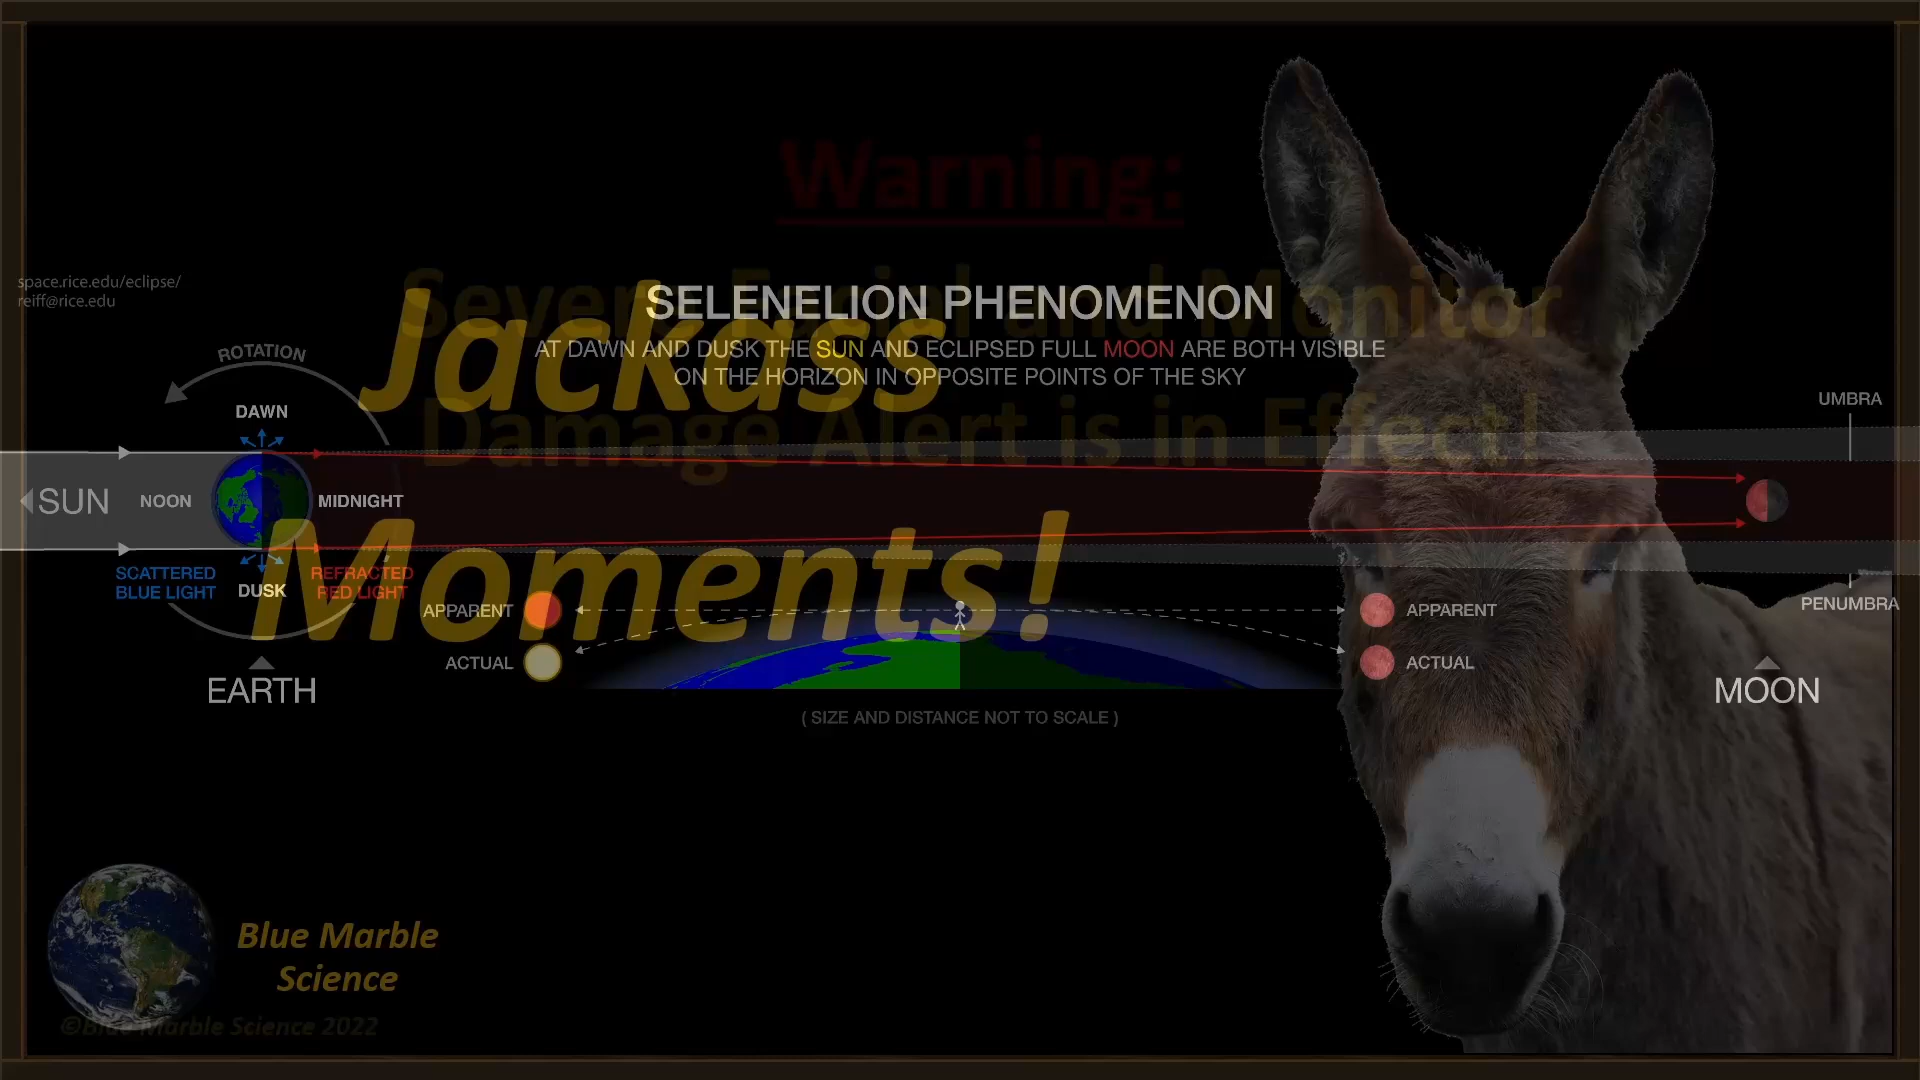 Warning:
Severe Facial and Monitor
Damage Alert is in Effect!
Jackass
Moments!
space.rice.edu/eclipse/
reiff@rice.edu
SELENELION PHENOMENON
AT DAWN AND DUSK THE SUN AND ECLIPSED FULL MOON ARE BOTH VISIBLE
ON THE HORIZON IN OPPOSITE POINTS OF THE SKY
ROTATION
DAWN
SUN
NOON
MIDNIGHT
SCATTERED
BLUE LIGHT
DUSK
REFRACTED
RED LIGHT
EARTH
APPARENT
ACTUAL
APPARENT
ACTUAL
UMBRA
PENUMBRA
MOON
( SIZE AND DISTANCE NOT TO SCALE )
Blue Marble
Science
©Blue Marble Science 2022